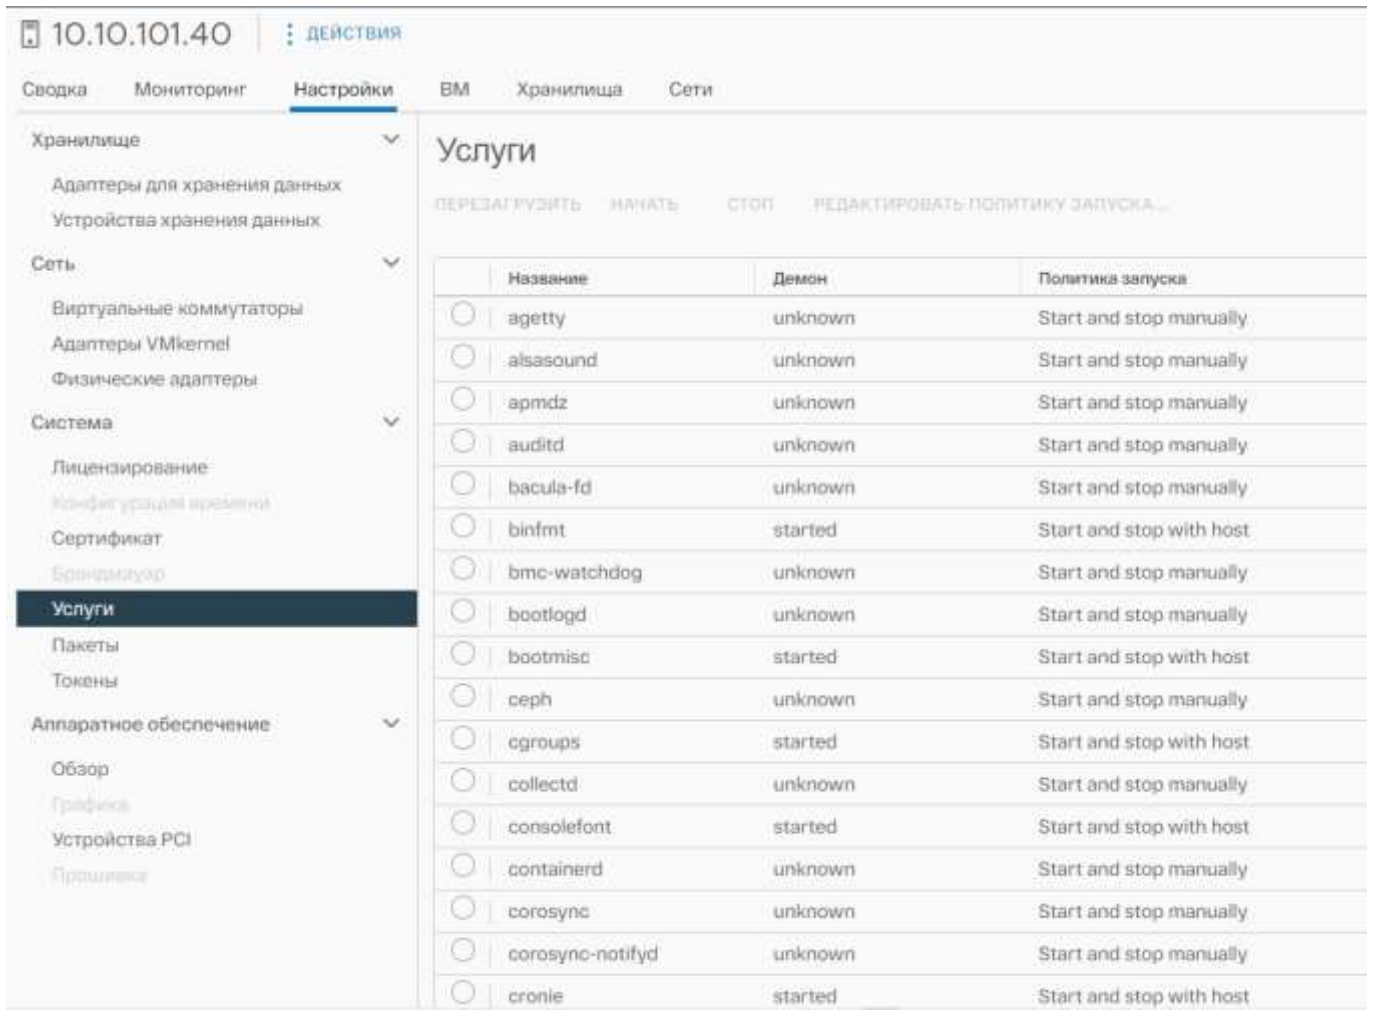 10.10.101.40 ДЕЙСТВИЯ
Сводка Мониторинг Настройки ВМ Хранилища Сети
Хранилище
Адаптеры для хранения данных
Устройства хранения данных
Сеть
Виртуальные коммутаторы
Адаптеры VMkernel
Физические адаптеры
Система
Лицензирование
Конфигурация времени
Сертификат
Брандмауэр
Услуги
Пакеты
Токены
Аппаратное обеспечение
Обзор
Графика
Устройства PCI
Прошивка
Услуги
ПЕРЕЗАГРУЗИТЬ НАЧАТЬ СТОП РЕДАКТИРОВАТЬ ПОЛИТИКУ ЗАПУСКА...
Название Демон Политика запуска
agetty unknown Start and stop manually
alsasound unknown Start and stop manually
apmdz unknown Start and stop manually
auditd unknown Start and stop manually
bacula-fd unknown Start and stop manually
binfmt started Start and stop with host
bmc-watchdog unknown Start and stop manually
bootlogd unknown Start and stop manually
bootmisc started Start and stop with host
ceph unknown Start and stop manually
cgroups started Start and stop with host
collectd unknown Start and stop manually
consolefont started Start and stop with host
containerd unknown Start and stop manually
corosync unknown Start and stop manually
corosync-notifyd unknown Start and stop manually
cronie started Start and stop with host